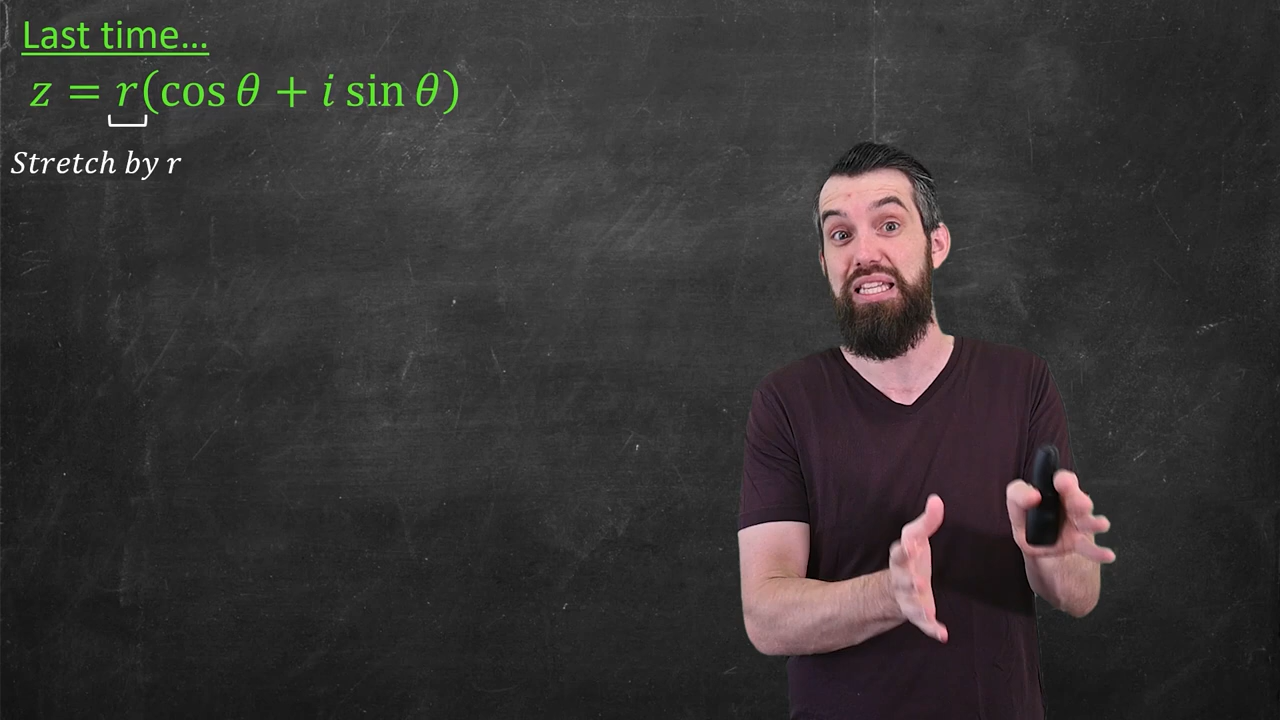 Last time...
z = r(cos θ + i sin θ)
Stretch by r